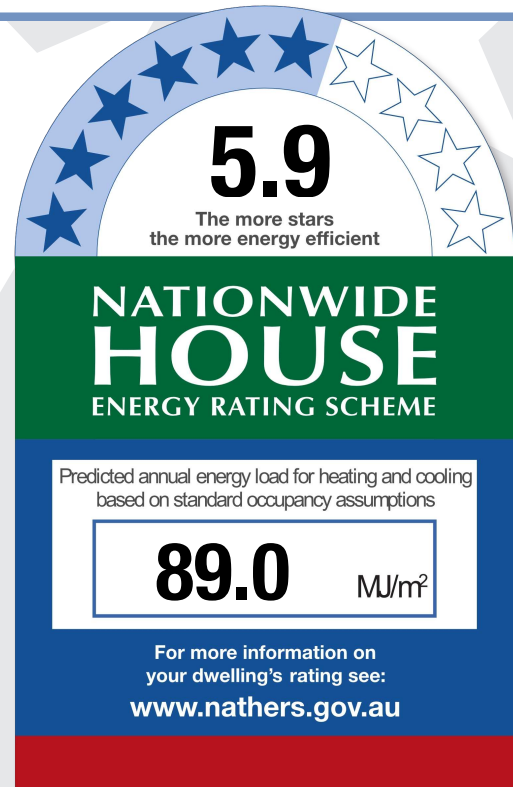 5.9
The more stars
the more energy efficient
NATIONWIDE
HOUSE
ENERGY RATING SCHEME
Predicted annual energy load for heating and cooling
based on standard occupancy assumptions
89.0 MJ/m²
For more information on
your dwelling's rating see:
www.nathers.gov.au